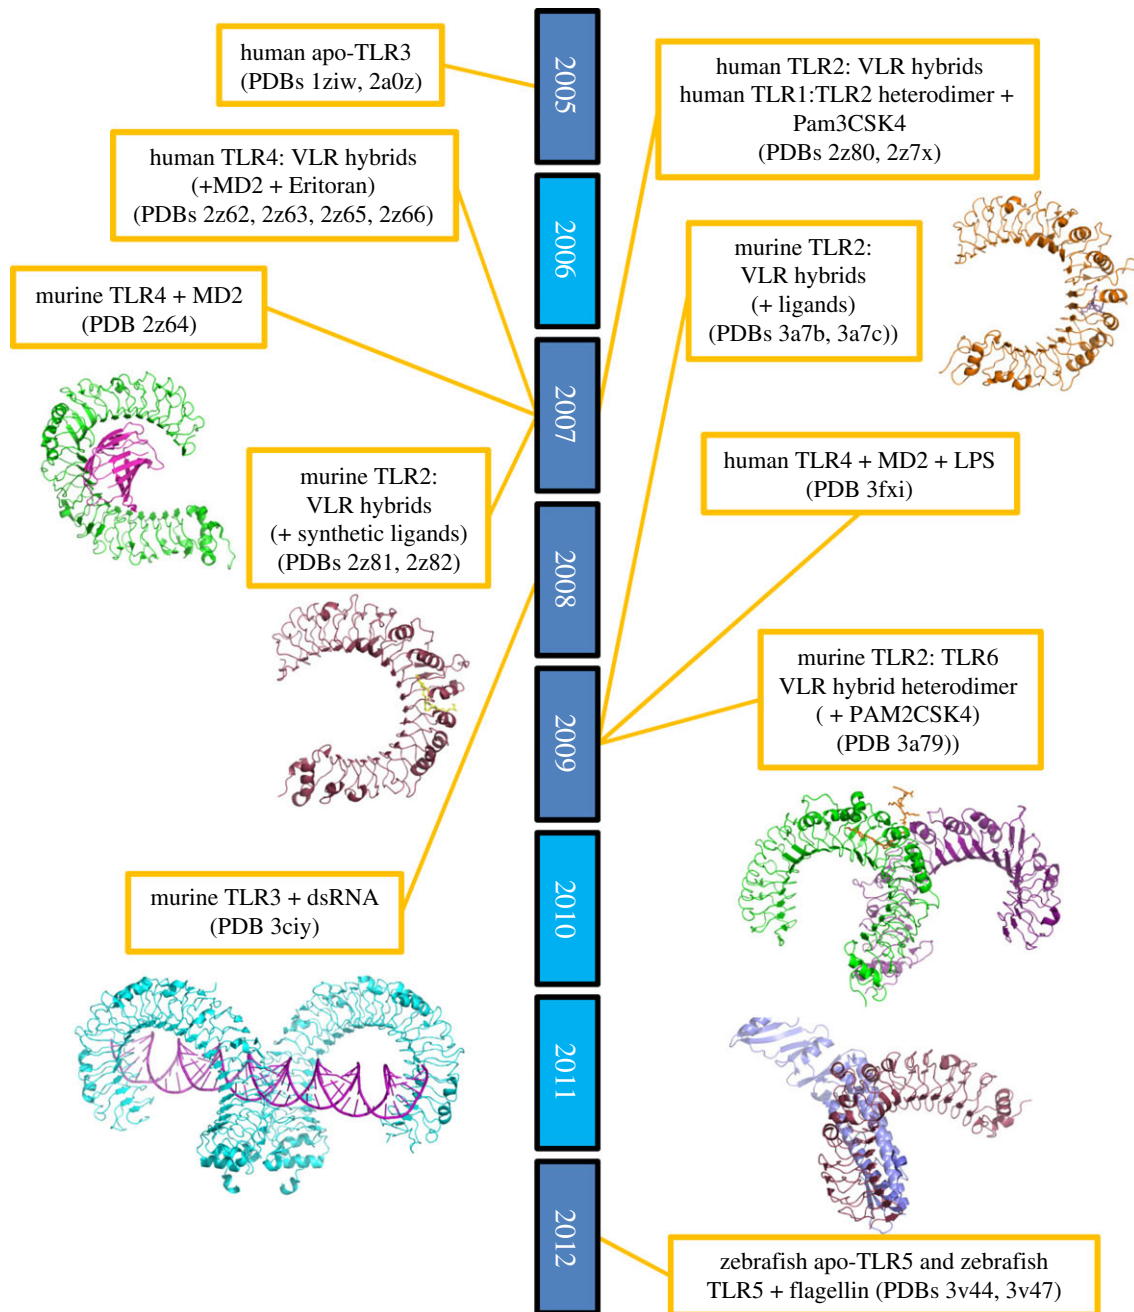 human apo-TLR3
(PDBs 1ziw, 2a0z)
human TLR4: VLR hybrids
(+MD2 + Eritoran)
(PDBs 2z62, 2z63, 2z65, 2z66)
murine TLR4 + MD2
(PDB 2z64)
murine TLR2:
VLR hybrids
(+ synthetic ligands)
(PDBs 2z81, 2z82)
murine TLR3 + dsRNA
(PDB 3ciy)
2005
2006
2007
2008
2009
2010
2011
2012
human TLR2: VLR hybrids
human TLR1:TLR2 heterodimer +
Pam3CSK4
(PDBs 2z80, 2z7x)
murine TLR2:
VLR hybrids
(+ ligands)
(PDBs 3a7b, 3a7c))
human TLR4 + MD2 + LPS
(PDB 3fxi)
murine TLR2: TLR6
VLR hybrid heterodimer
( + PAM2CSK4)
(PDB 3a79))
zebrafish apo-TLR5 and zebrafish
TLR5 + flagellin (PDBs 3v44, 3v47)